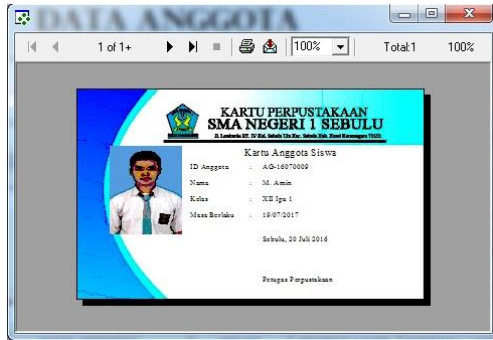 DATA ANGGOTA
1 of 1+
100%
Total:1
100%
KARTU PERPUSTAKAAN
SMA NEGERI 1 SEBULU
Kartu Anggota Siswa
ID Anggota : AG-16070009
Nama : M. Amin
Kelas : XII Ipa 1
Masa Berlaku : 19/07/2017
Sebulu, 20 Juli 2016
Petugas Perpustakaan